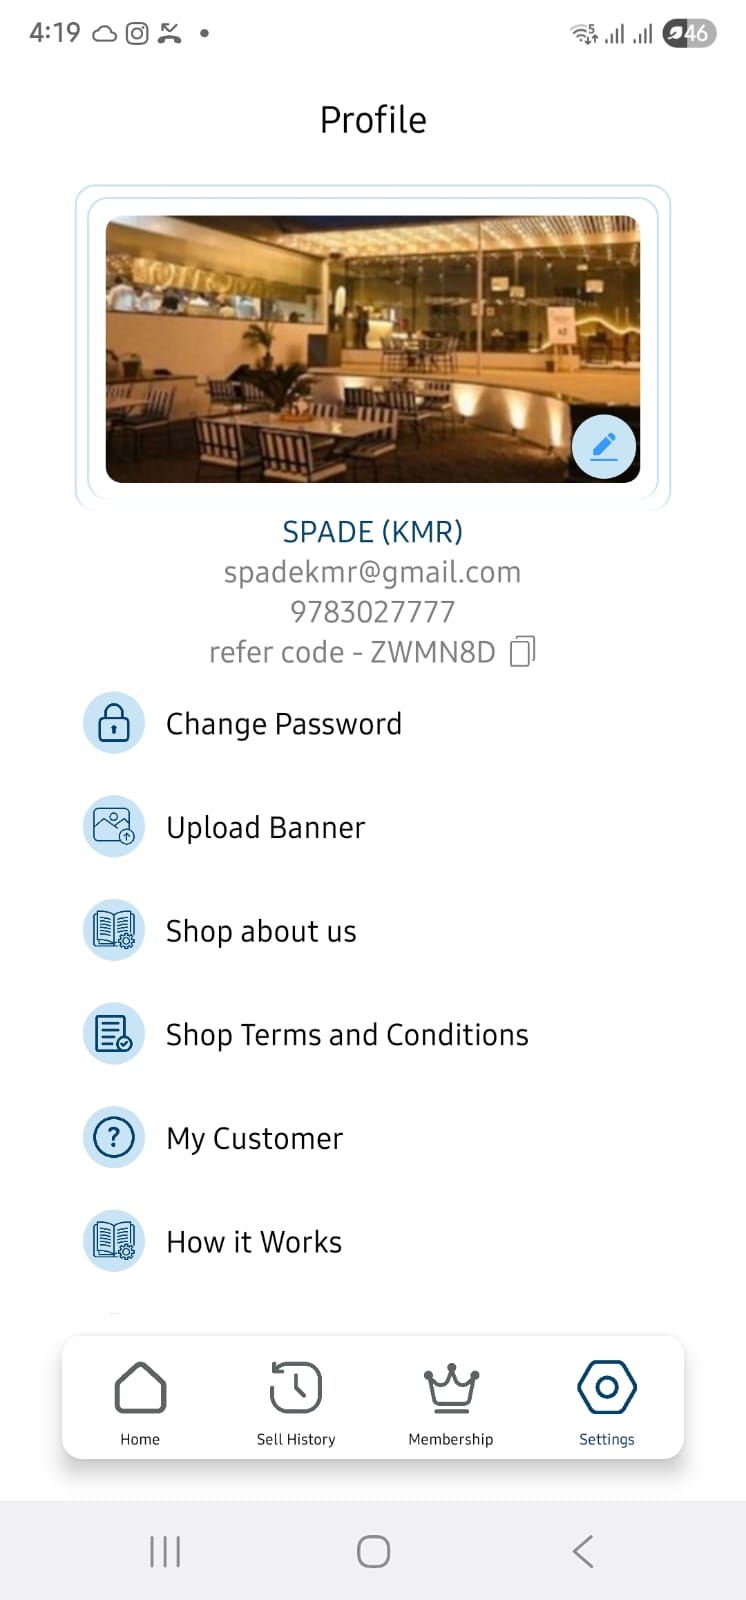 4:19
5
46
Profile
SPADE (KMR)
spadekmr@gmail.com
9783027777
refer code - ZWMN8D
Change Password
Upload Banner
Shop about us
Shop Terms and Conditions
My Customer
How it Works
Home
Sell History
Membership
Settings